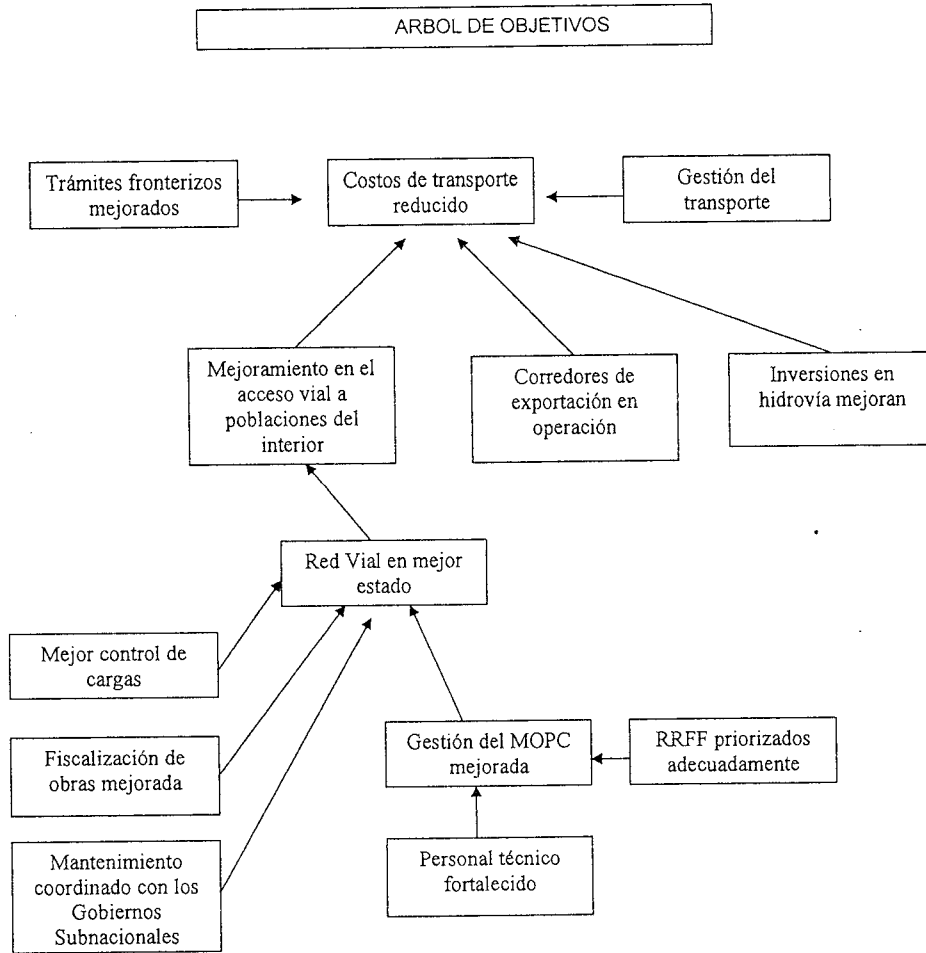 ARBOL DE OBJETIVOS
Trámites fronterizos
mejorados
Costos de transporte
reducido
Gestión del
transporte
Mejoramiento en el
acceso vial a
poblaciones del
interior
Corredores de
exportación en
operación
Inversiones en
hidrovía mejoran
Red Vial en mejor
estado
Mejor control de
cargas
Fiscalización de
obras mejorada
Gestión del MOPC
mejorada
RRFF priorizados
adecuadamente
Mantenimiento
coordinado con los
Gobiernos
Subnacionales
Personal técnico
fortalecido